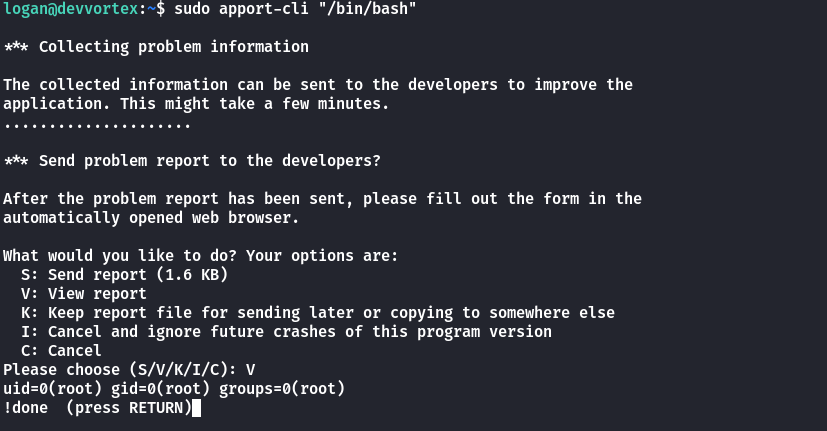 logan@devvortex:~$ sudo apport-cli "/bin/bash"
*** Collecting problem information
The collected information can be sent to the developers to improve the
application. This might take a few minutes.
.....................
*** Send problem report to the developers?
After the problem report has been sent, please fill out the form in the
automatically opened web browser.
What would you like to do? Your options are:
S: Send report (1.6 KB)
V: View report
K: Keep report file for sending later or copying to somewhere else
I: Cancel and ignore future crashes of this program version
C: Cancel
Please choose (S/V/K/I/C): V
uid=0(root) gid=0(root) groups=0(root)
!done  (press RETURN)